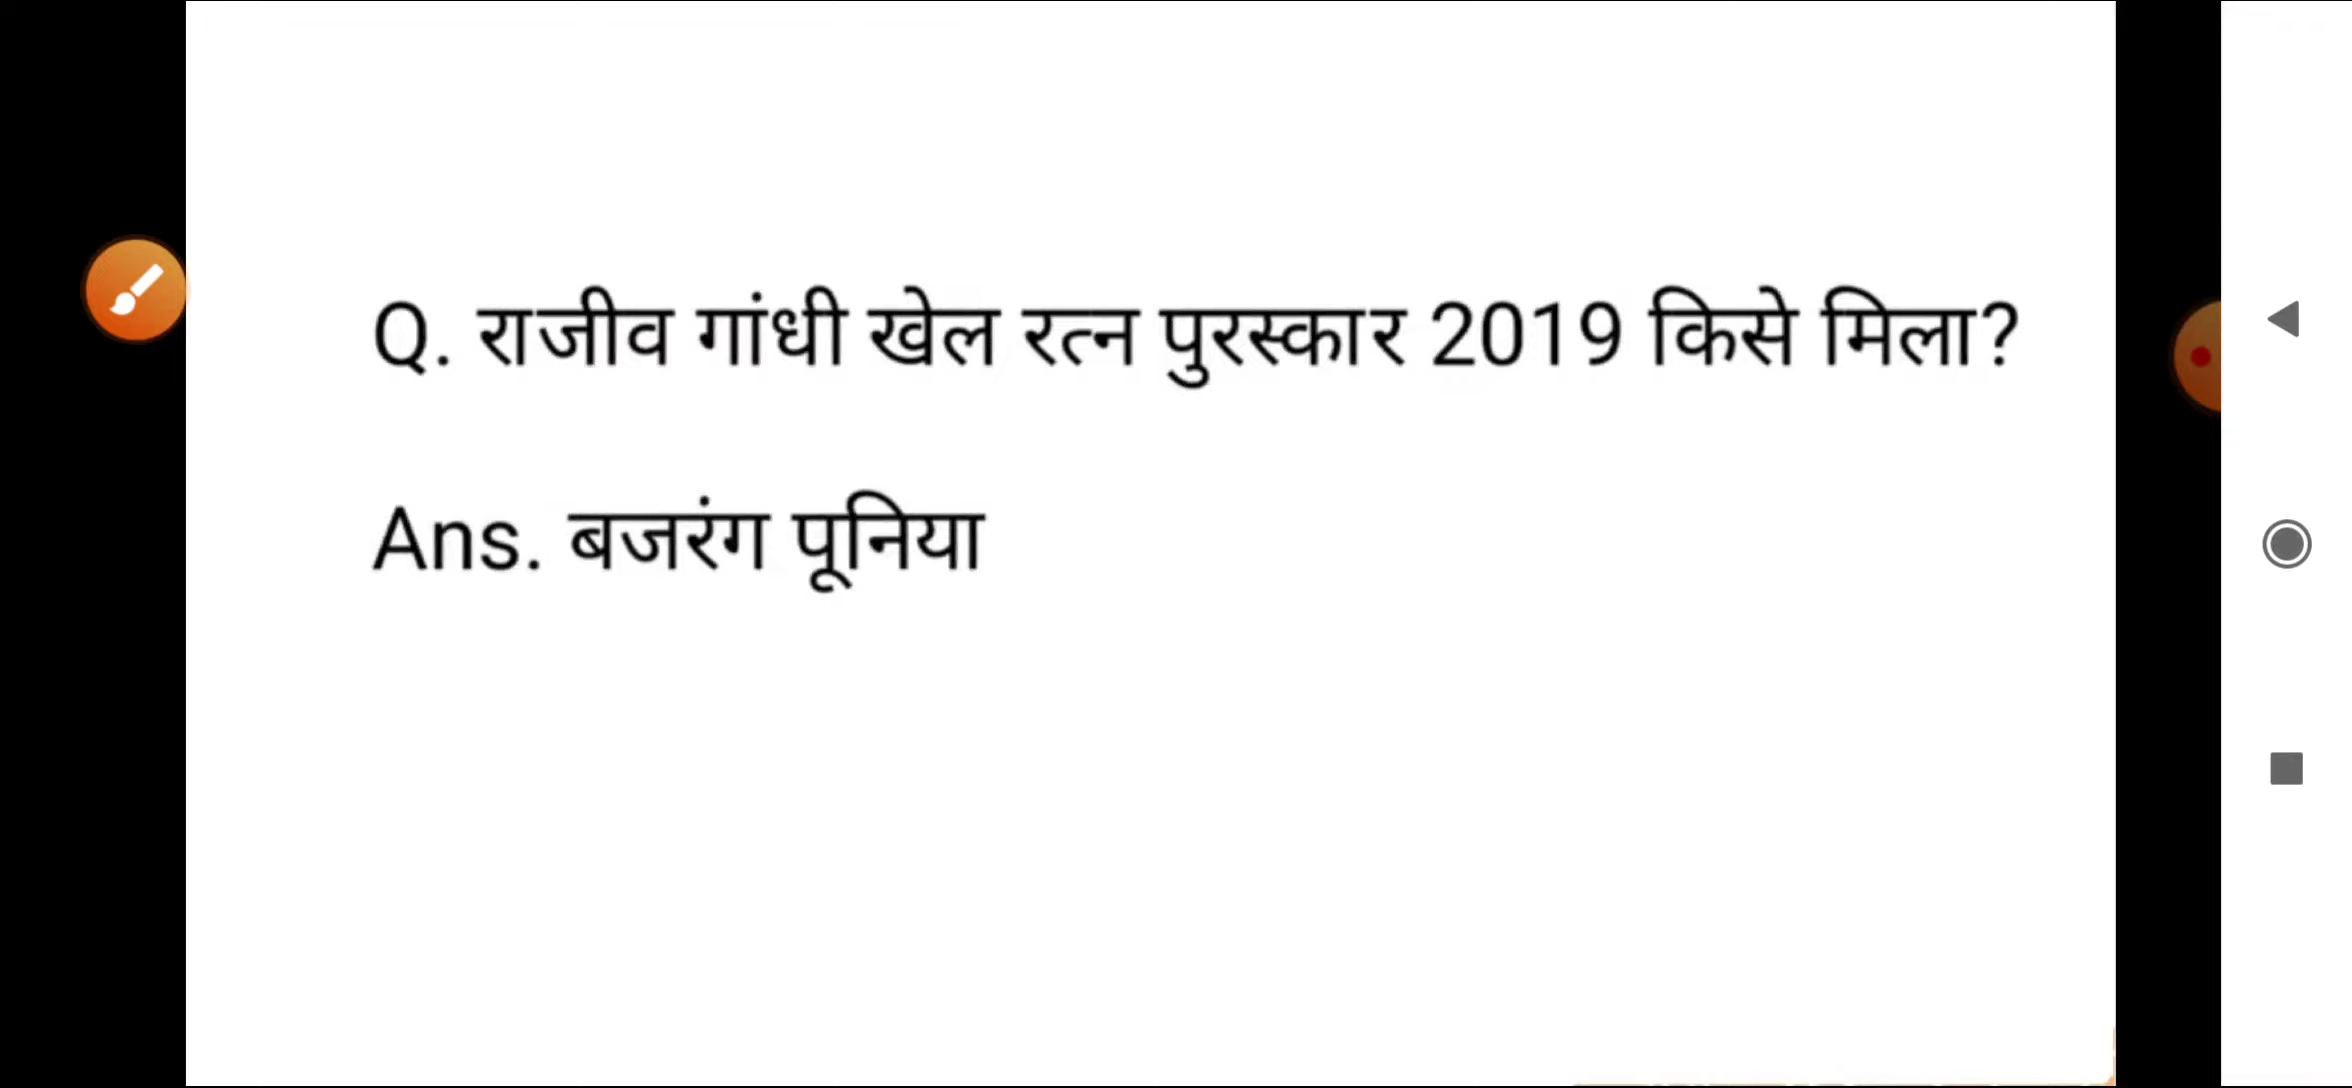 Q. राजीव गांधी खेल रत्न पुरस्कार 2019 किसे मिला?
Ans. बजरंग पूनिया